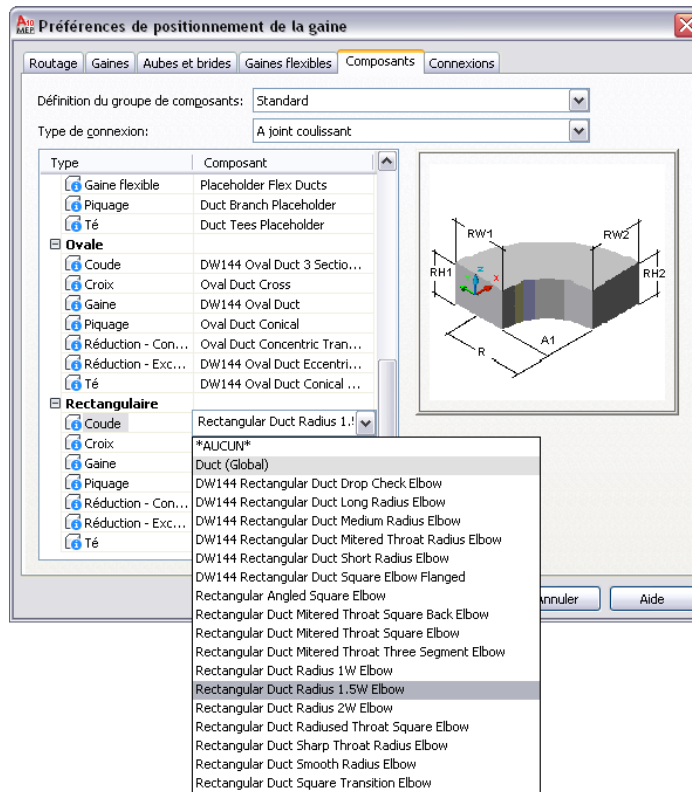 A10 MEP Préférences de positionnement de la gaine
Routage Gaines Aubes et brides Gaines flexibles Composants Connexions
Définition du groupe de composants: Standard
Type de connexion: A joint coulissant
Type Composant
Gaine flexible Placeholder Flex Ducts
Piquage Duct Branch Placeholder
Té Duct Tees Placeholder
Ovale
Coude DW144 Oval Duct 3 Sectio...
Croix Oval Duct Cross
Gaine DW144 Oval Duct
Piquage Oval Duct Conical
Réduction - Con... Oval Duct Concentric Tran...
Réduction - Exc... DW144 Oval Duct Eccentri...
Té DW144 Oval Duct Conical ...
Rectangulaire
Coude Rectangular Duct Radius 1.5
Croix
Gaine
Piquage
Réduction - Con...
Réduction - Exc...
Té
RW1 RW2
RH1 z x RH2
R A1
*AUCUN*
Duct (Global)
DW144 Rectangular Duct Drop Check Elbow
DW144 Rectangular Duct Long Radius Elbow
DW144 Rectangular Duct Medium Radius Elbow
DW144 Rectangular Duct Mitered Throat Radius Elbow
DW144 Rectangular Duct Short Radius Elbow
DW144 Rectangular Duct Square Elbow Flanged
Rectangular Angled Square Elbow
Rectangular Duct Mitered Throat Square Back Elbow
Rectangular Duct Mitered Throat Square Elbow
Rectangular Duct Mitered Throat Three Segment Elbow
Rectangular Duct Radius 1W Elbow
Rectangular Duct Radius 1.5W Elbow
Rectangular Duct Radius 2W Elbow
Rectangular Duct Radiused Throat Square Elbow
Rectangular Duct Sharp Throat Radius Elbow
Rectangular Duct Smooth Radius Elbow
Rectangular Duct Square Transition Elbow
Annuler Aide